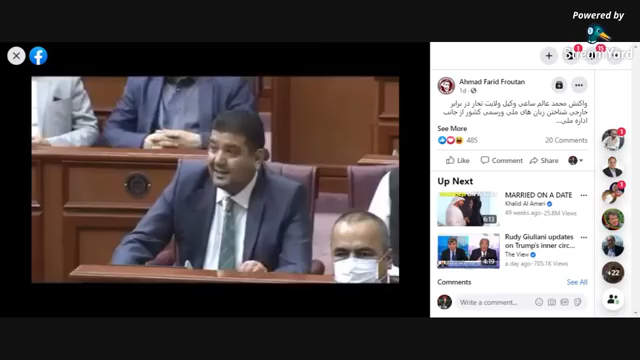 Powered by
StreamYard
Ahmad Farid Froutan
1d
واکنش محمد عالم ساعی وکیل ولایت تخار در برابر
خارجی شناختن زبان های ملی ورسمی کشور از جانب
اداره ملی...
See More
485
20 Comments
Like
Comment
Share
Up Next
MARRIED ON A DATE
Khalid Al Ameri
49 weeks ago · 25.8M Views
6:13
Rudy Giuliani updates
on Trump's inner circ...
The View
a day ago · 705.1K Views
4:19
Comments
See All
Write a comment...
+22